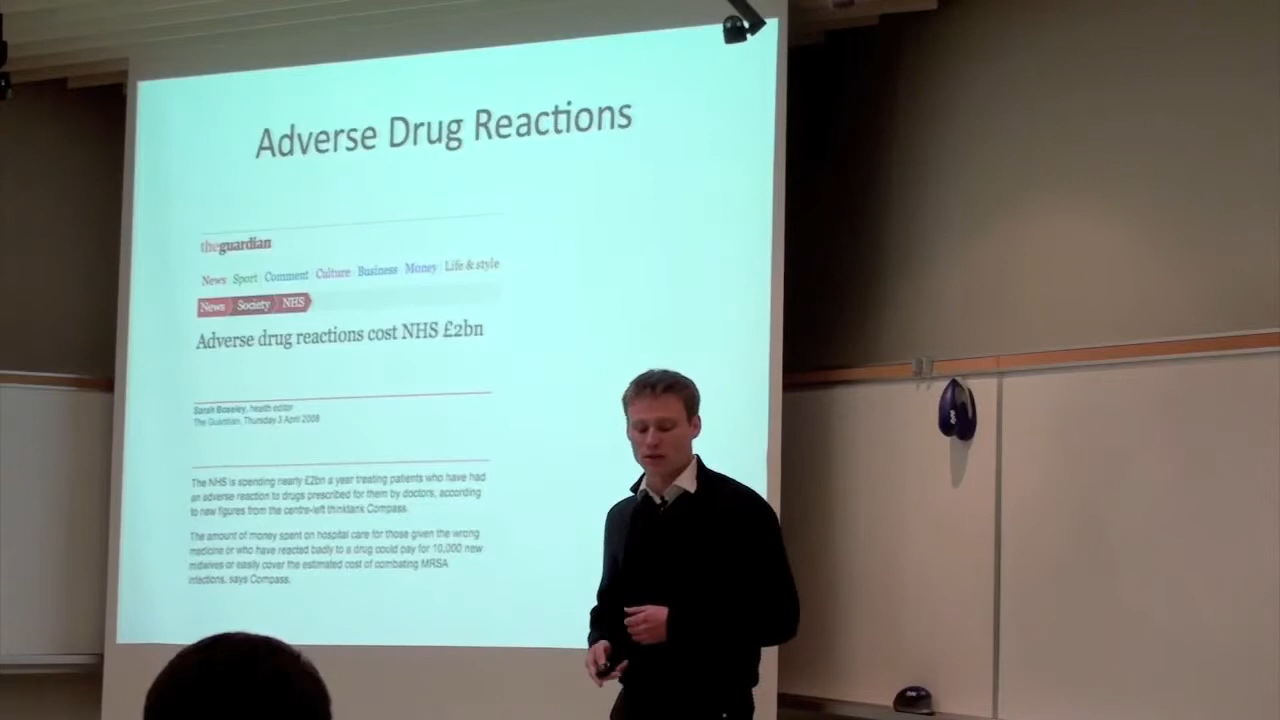 Adverse Drug Reactions
theguardian
News Sport Comment Culture Business Money Life & style
News Society NHS
Adverse drug reactions cost NHS £2bn
Sarah Boseley, health editor
The Guardian, Thursday 3 April 2008
The NHS is spending nearly £2bn a year treating patients who have had
an adverse reaction to drugs prescribed for them by doctors, according
to new figures from the centre-left thinktank Compass.
The amount of money spent on hospital care for those given the wrong
medicine or who have reacted badly to a drug could pay for 10,000 new
midwives or easily cover the estimated cost of combating MRSA
infections, says Compass.